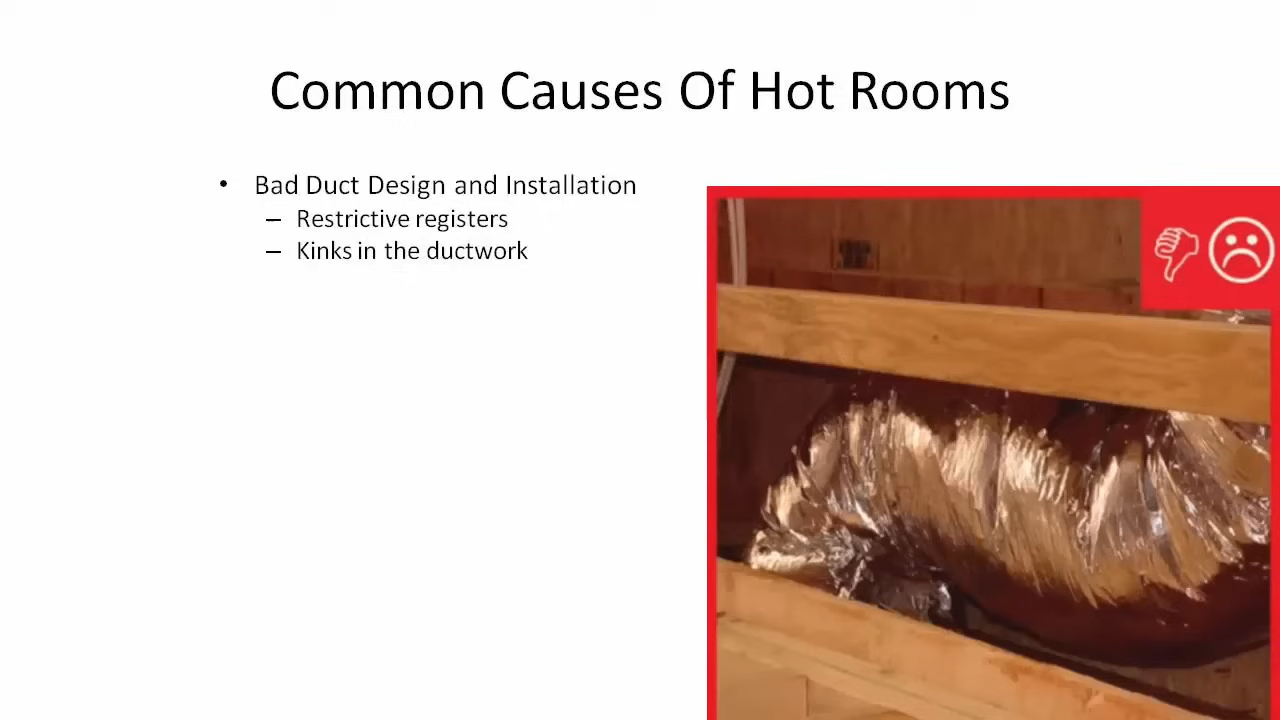 Common Causes Of Hot Rooms
• Bad Duct Design and Installation
– Restrictive registers
– Kinks in the ductwork